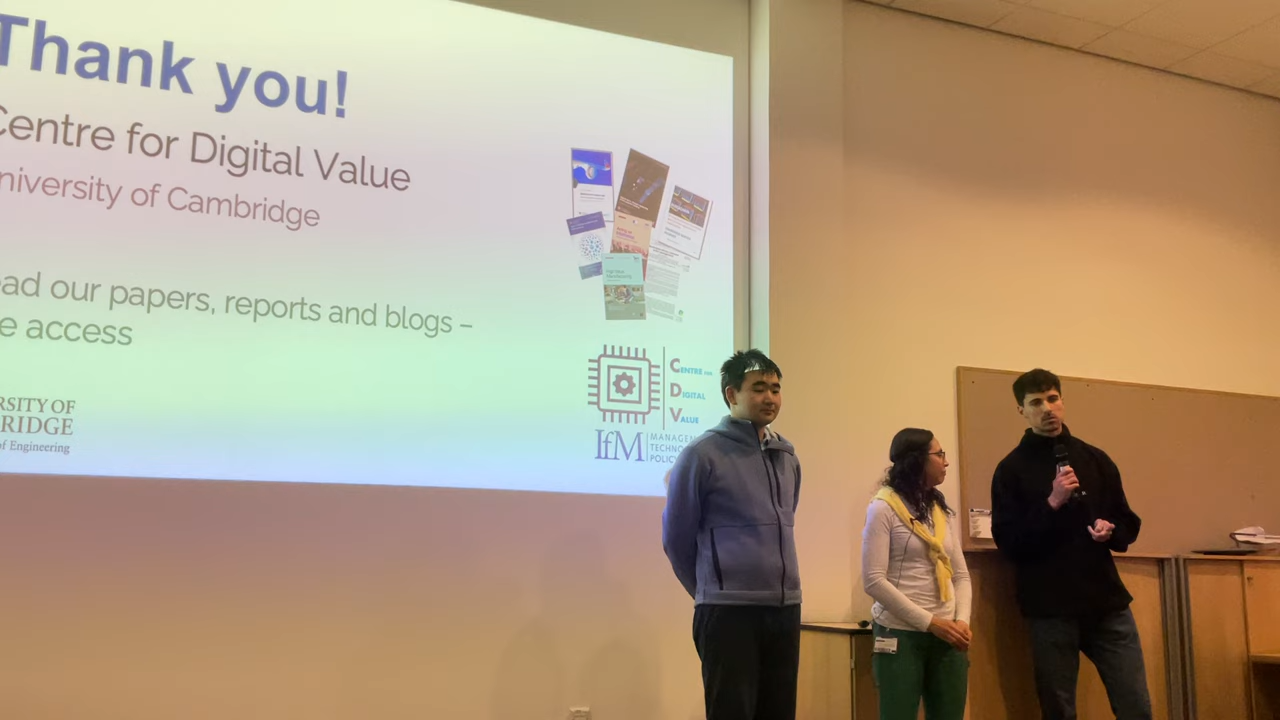 Thank you!
Centre for Digital Value
niversity of Cambridge
ad our papers, reports and blogs –
e access
RSITY OF
RIDGE
of Engineering
CENTRE FOR
DIGITAL
VALUE
IfM
MANAGEM
TECHNO
POLICY